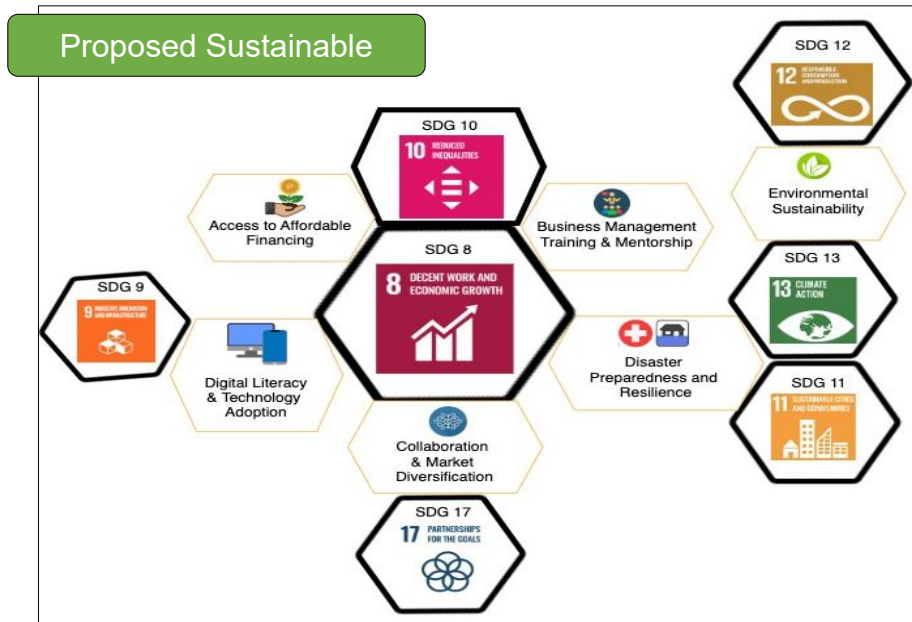 Proposed Sustainable
SDG 12
12 RESPONSIBLE
CONSUMPTION
AND PRODUCTION
SDG 10
10 REDUCED
INEQUALITIES
Environmental
Sustainability
Access to Affordable
Financing
Business Management
Training & Mentorship
SDG 8
8 DECENT WORK AND
ECONOMIC GROWTH
SDG 13
13 CLIMATE
ACTION
SDG 9
9 INDUSTRY, INNOVATION
AND INFRASTRUCTURE
Digital Literacy
& Technology
Adoption
Disaster
Preparedness and
Resilience
SDG 11
11 SUSTAINABLE CITIES
AND COMMUNITIES
Collaboration
& Market
Diversification
SDG 17
17 PARTNERSHIPS
FOR THE GOALS